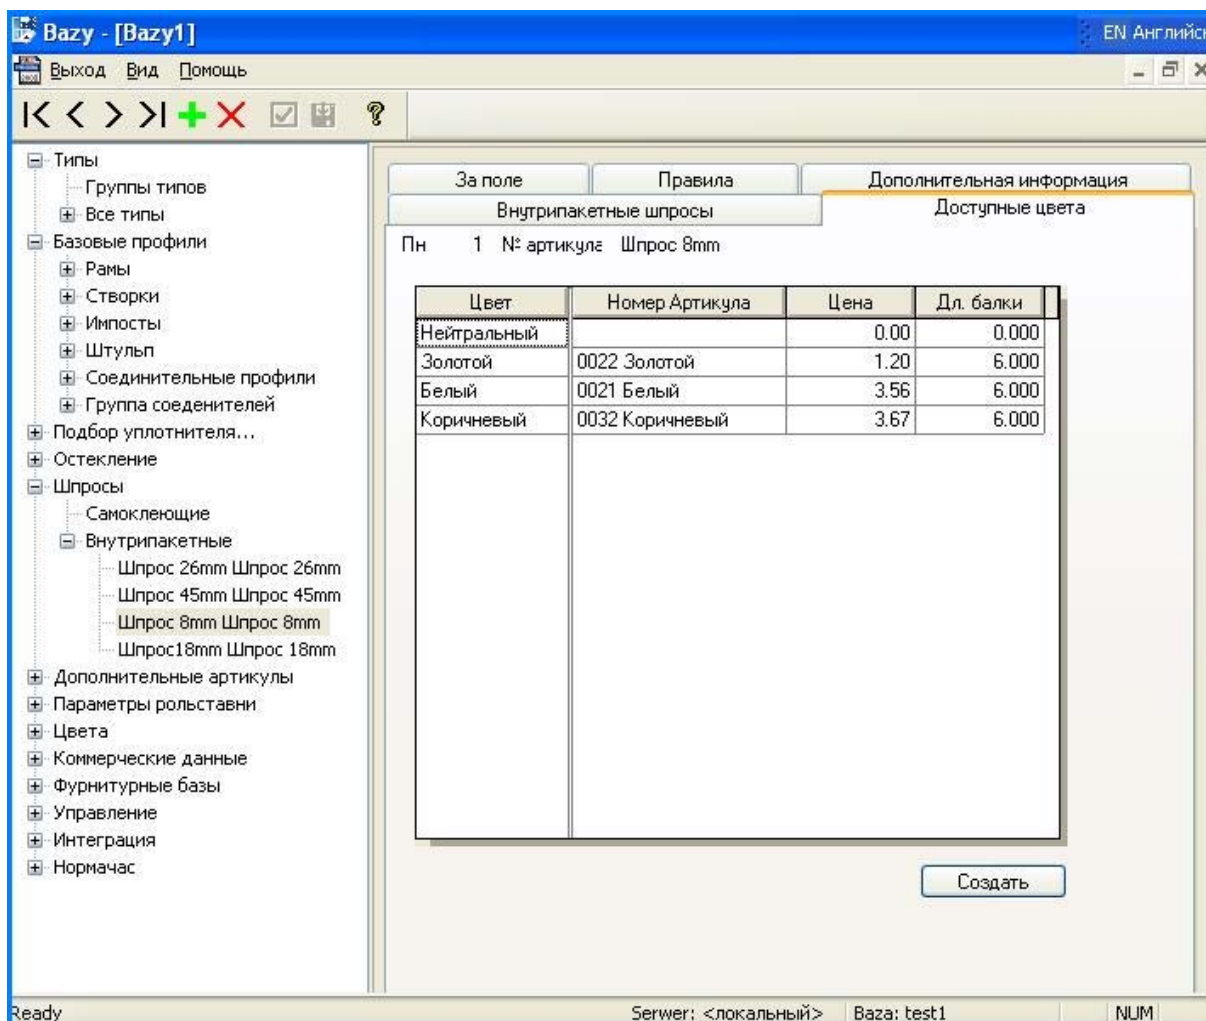 Bazy - [Bazy1]
EN Английск
Выход Вид Помощь
Типы
Группы типов
Все типы
Базовые профили
Рамы
Створки
Импосты
Штульп
Соединительные профили
Группа соеденителей
Подбор уплотнителя...
Остекление
Шпросы
Самоклеющие
Внутрипакетные
Шпрос 26mm Шпрос 26mm
Шпрос 45mm Шпрос 45mm
Шпрос 8mm Шпрос 8mm
Шпрос18mm Шпрос 18mm
Дополнительные артикулы
Параметры рольставни
Цвета
Коммерческие данные
Фурнитурные базы
Управление
Интеграция
Нормачас
За поле Правила Дополнительная информация
Внутрипакетные шпросы Доступные цвета
Пн 1 № артикула Шпрос 8mm
Цвет Номер Артикула Цена Дл. балки
Нейтральный 0.00 0.000
Золотой 0022 Золотой 1.20 6.000
Белый 0021 Белый 3.56 6.000
Коричневый 0032 Коричневый 3.67 6.000
Создать
Ready Serwer: <локальный> Baza: test1 NUM